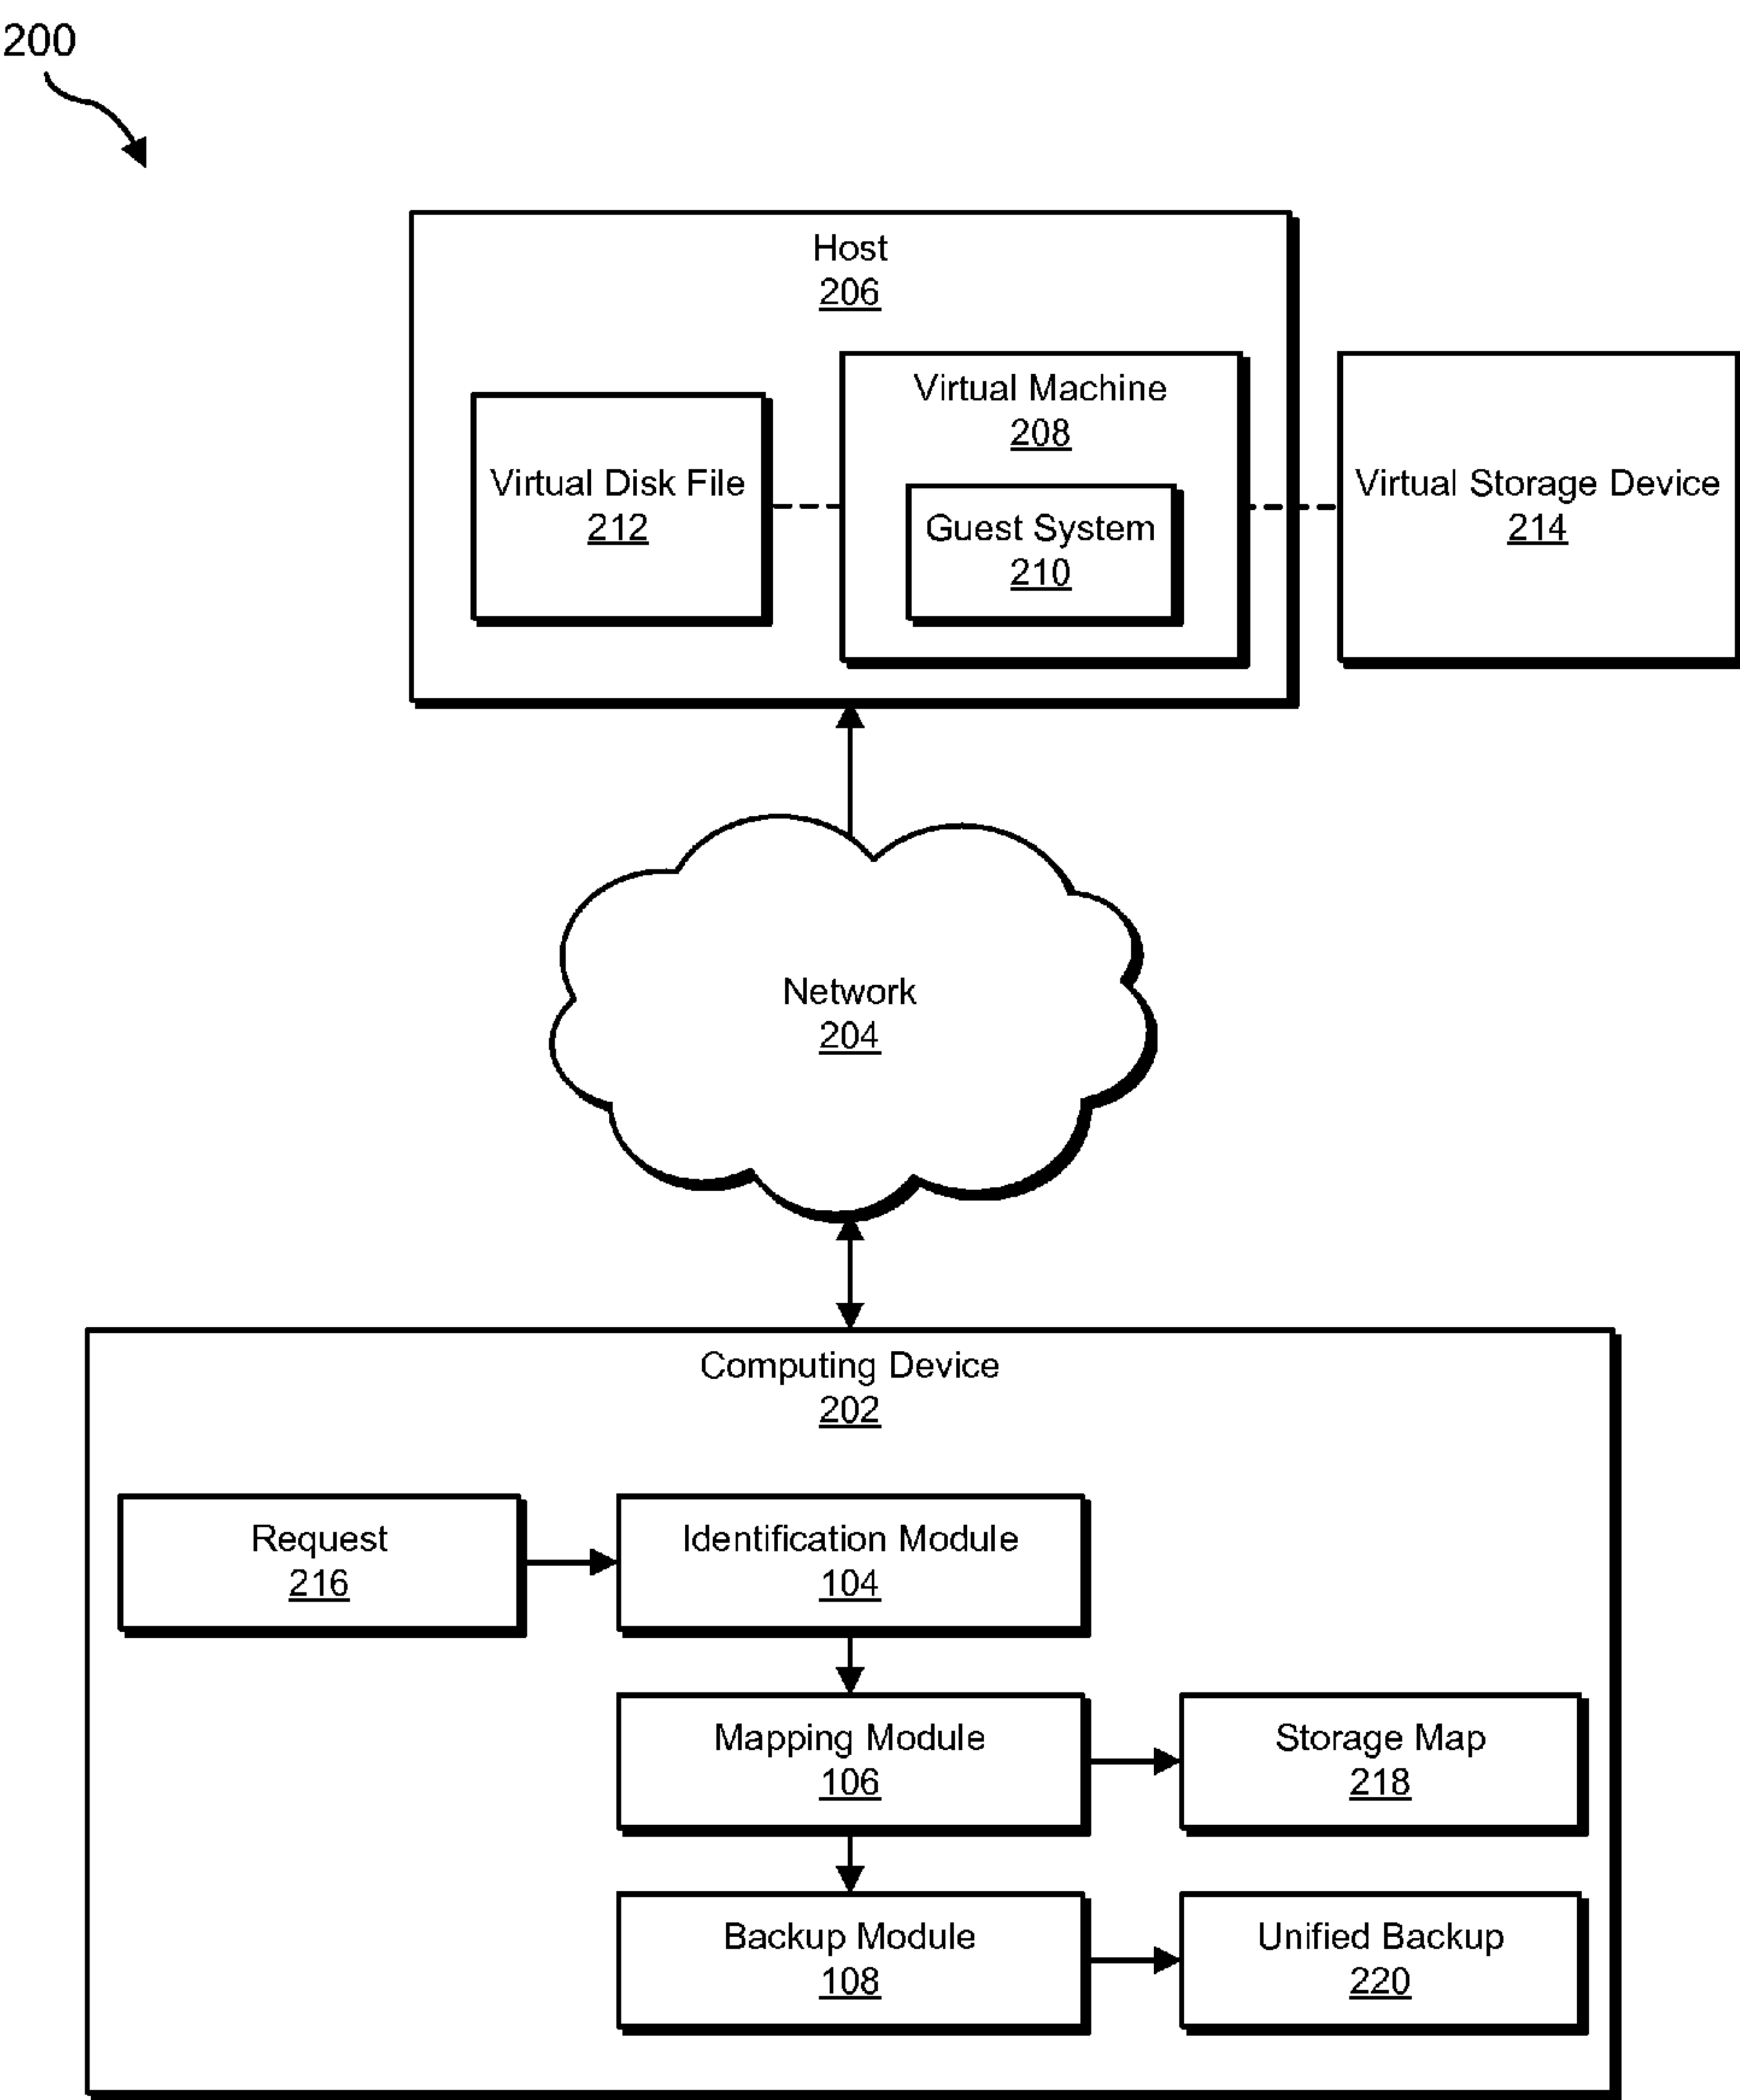 200
Host
206
Virtual Machine
208
Virtual Disk File
212
Guest System
210
Virtual Storage Device
214
Network
204
Computing Device
202
Request
216
Identification Module
104
Mapping Module
106
Storage Map
218
Backup Module
108
Unified Backup
220